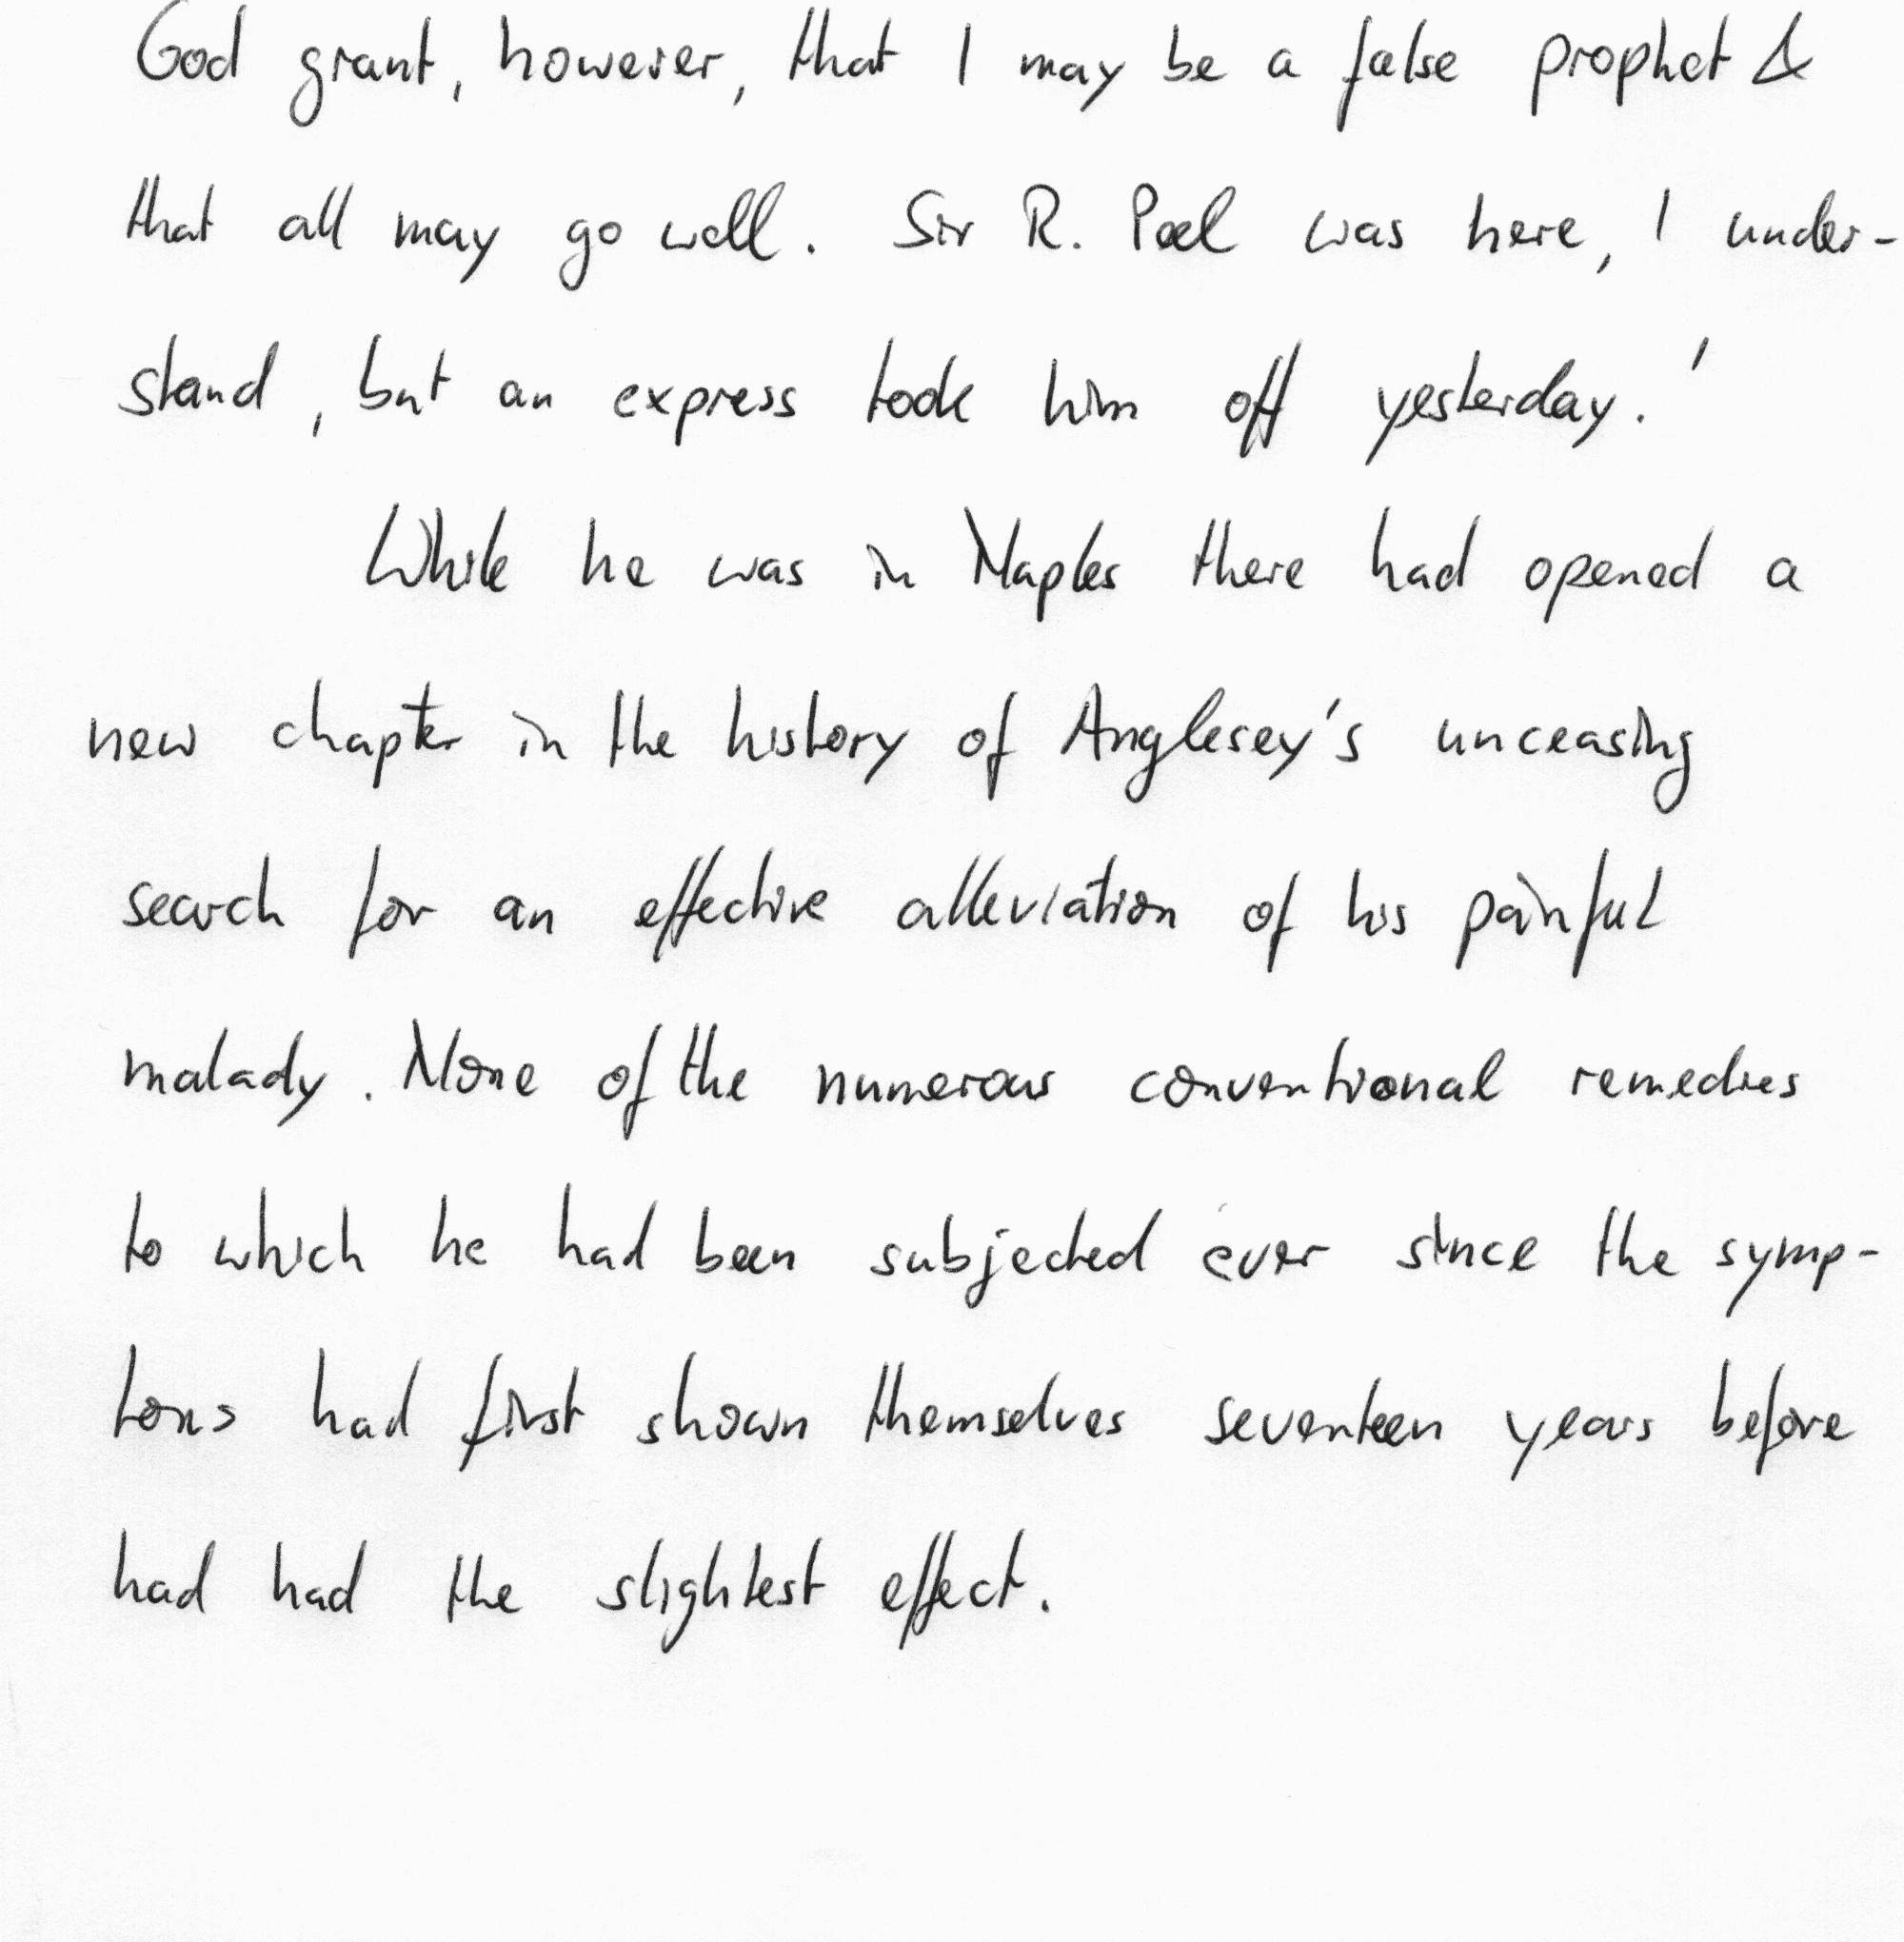 God grant, however, that I may be a false prophet &
that all may go well. Sir R. Peel was here, I under-
stand, but an express took him off yesterday.'
While he was in Naples there had opened a
new chapter in the history of Anglesey's unceasing
search for an effective alleviation of his painful
malady. None of the numerous conventional remedies
to which he had been subjected ever since the symp-
toms had first shown themselves seventeen years before
had had the slightest effect.